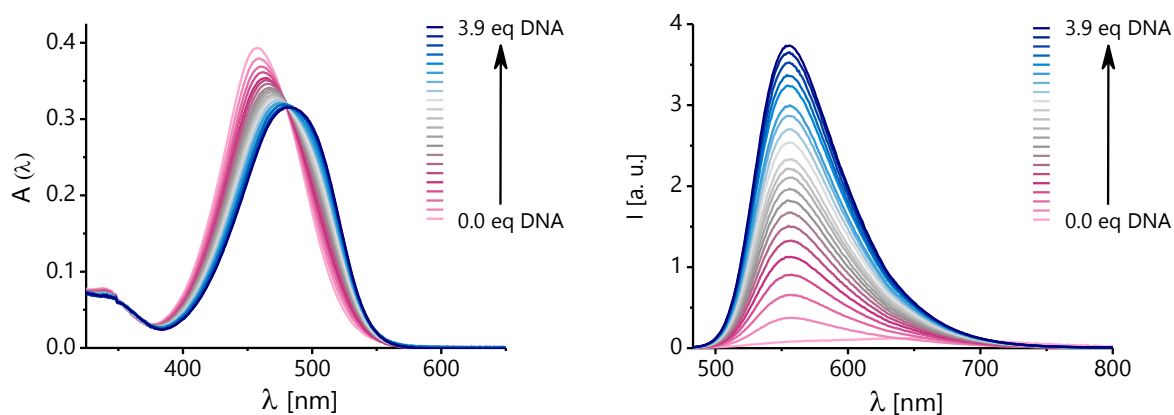 A (λ)
0.4
0.3
0.2
0.1
0.0
400
500
600
λ [nm]
3.9 eq DNA
0.0 eq DNA
I [a. u.]
4
3
2
1
0
500
600
700
800
λ [nm]
3.9 eq DNA
0.0 eq DNA